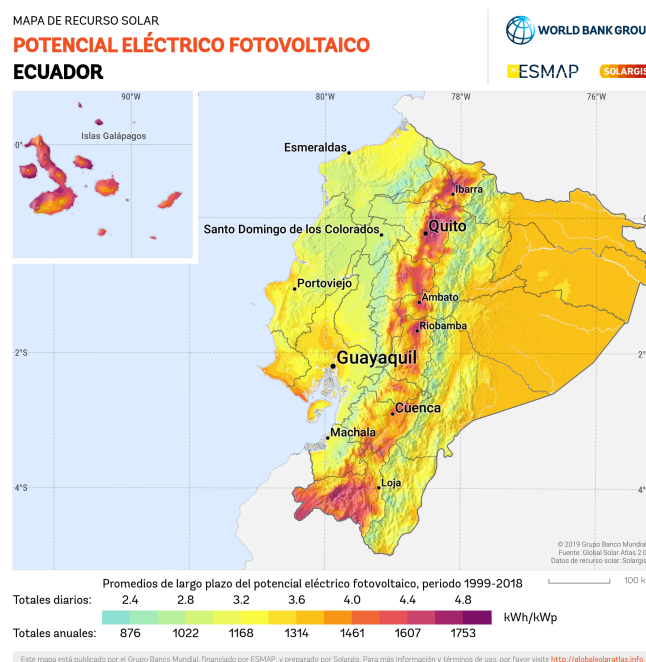 MAPA DE RECURSO SOLAR
POTENCIAL ELÉCTRICO FOTOVOLTAICO
ECUADOR
WORLD BANK GROU
ESMAP
SOLARGIS
90°W
80°W
78°W
76°W
Islas Galápagos
0°
Esmeraldas
Ibarra
Santo Domingo de los Colorados
Quito
Portoviejo
Ambato
Riobamba
2°S
2°
Guayaquil
Cuenca
Machala
Loja
4°S
4°
© 2019 Grupo Banco Mundial
Fuente: Global Solar Atlas 2.0
Datos de recurso solar: Solargis
100 k
Promedios de largo plazo del potencial eléctrico fotovoltaico, periodo 1999-2018
Totales diarios: 2.4 2.8 3.2 3.6 4.0 4.4 4.8
kWh/kWp
Totales anuales: 876 1022 1168 1314 1461 1607 1753
Este mapa está publicado por el Grupo Banco Mundial, financiado por ESMAP, y preparado por Solargis. Para más información y términos de uso, por favor visite http://globalsolaratlas.info